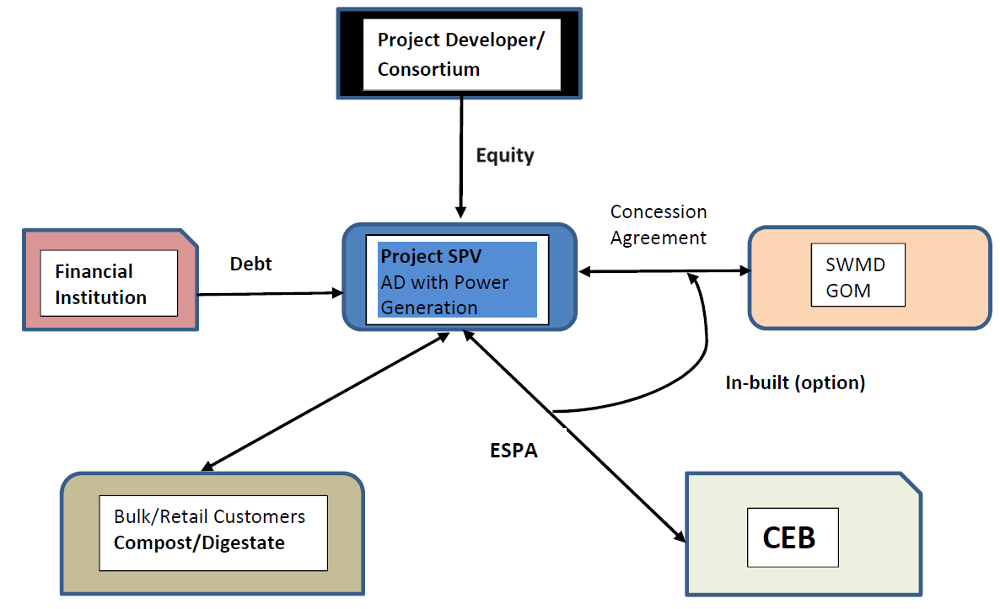 Project Developer/
Consortium
Equity
Concession
Agreement
Financial
Institution
Debt
Project SPV
AD with Power
Generation
SWMD
GOM
In-built (option)
ESPA
Bulk/Retail Customers
Compost/Digestate
CEB